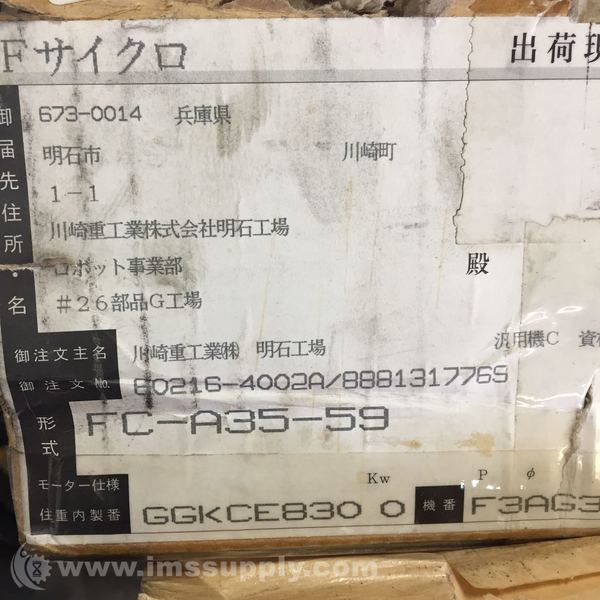 Fサイクロ 出荷現
御届先住所・名
673-0014 兵庫県
明石市 川崎町
1-1
川崎重工業株式会社明石工場
ロボット事業部 殿
#26部品G工場
御注文主名 川崎重工業㈱ 明石工場 汎用機C 資
御注文No. E0216-4002A/8881317769
形式 FC-A35-59
モーター仕様 Kw P φ
住重内製番 GGKCE830 0 機番 F3AG3
www.imssupply.com